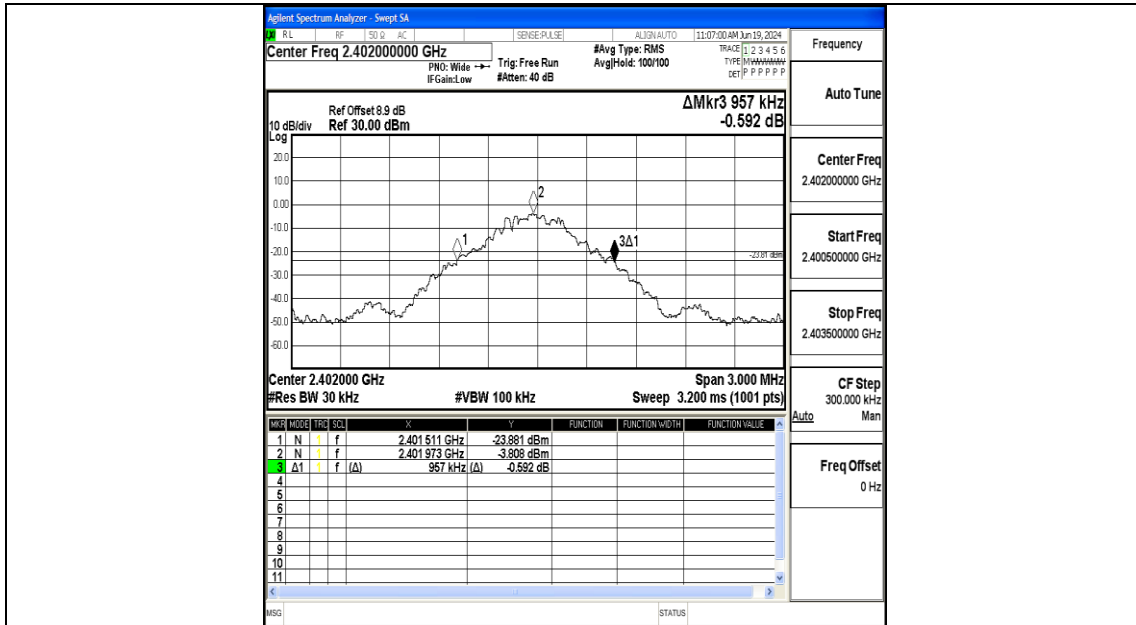 Agilent Spectrum Analyzer - Swept SA
RL RF 50 Ω AC SENSE:PULSE ALIGN AUTO 11:07:00 AM Jun 19, 2024
Center Freq 2.402000000 GHz
PNO: Wide
IFGain:Low
Trig: Free Run
#Atten: 40 dB
#Avg Type: RMS
Avg|Hold: 100/100
TRACE 1 2 3 4 5 6
TYPE MWWWWW
DET P P P P P P
ΔMkr3 957 kHz
-0.592 dB
Ref Offset 8.9 dB
10 dB/div Ref 30.00 dBm
Log
20.0
10.0
0.00
-10.0
-20.0
-30.0
-40.0
-50.0
-60.0
1
2
3Δ1
-23.81 dBm
Center 2.402000 GHz Span 3.000 MHz
#Res BW 30 kHz #VBW 100 kHz Sweep 3.200 ms (1001 pts)
MKR MODE TRC SCL X Y FUNCTION FUNCTION WIDTH FUNCTION VALUE
1 N 1 f 2.401 511 GHz -23.881 dBm
2 N 1 f 2.401 973 GHz -3.808 dBm
3 Δ1 1 f (Δ) 957 kHz (Δ) -0.592 dB
4
5
6
7
8
9
10
11
MSG STATUS
Frequency
Auto Tune
Center Freq
2.402000000 GHz
Start Freq
2.400500000 GHz
Stop Freq
2.403500000 GHz
CF Step
300.000 kHz
Auto Man
Freq Offset
0 Hz